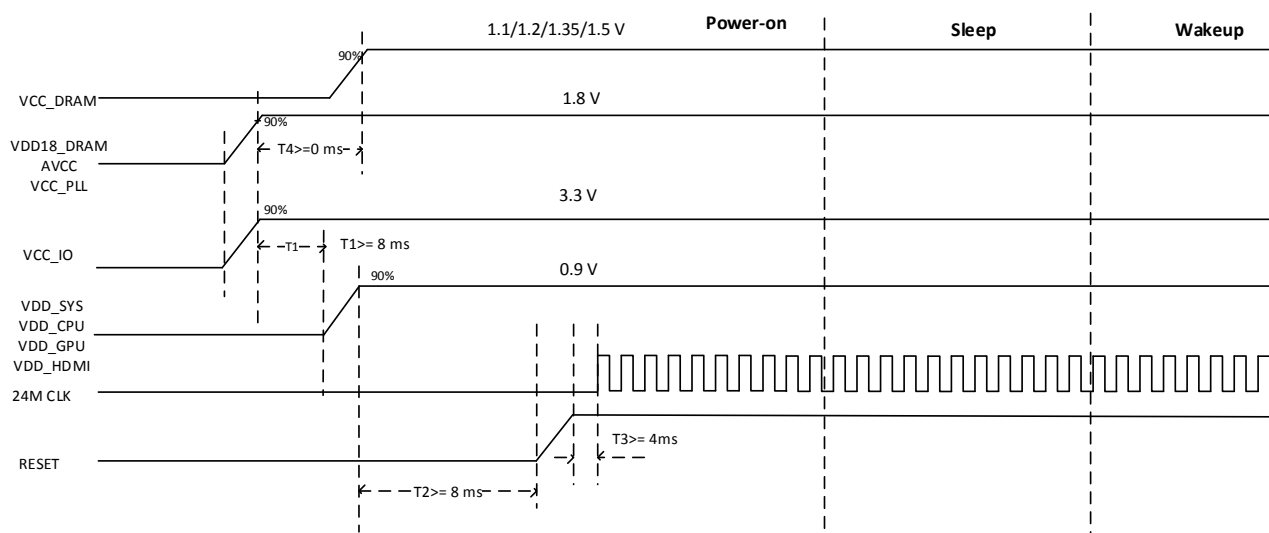 1.1/1.2/1.35/1.5 V
Power-on
Sleep
Wakeup
90%
VCC_DRAM
1.8 V
90%
VDD18_DRAM
AVCC
VCC_PLL
T4>=0 ms
3.3 V
90%
VCC_IO
T1
T1>= 8 ms
0.9 V
90%
VDD_SYS
VDD_CPU
VDD_GPU
VDD_HDMI
24M CLK
T3>= 4ms
RESET
T2>= 8 ms